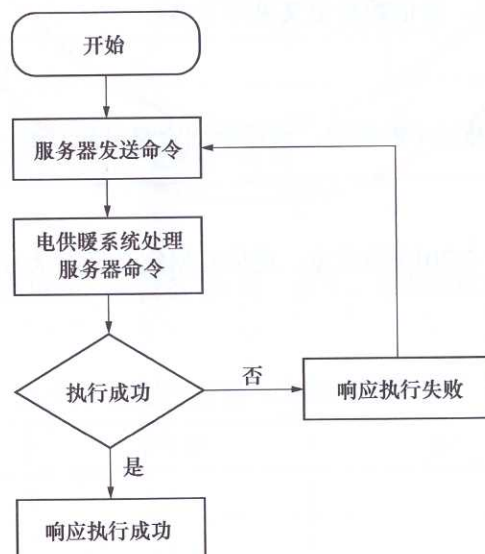 开始
服务器发送命令
电供暖系统处理
服务器命令
执行成功
否
响应执行失败
是
响应执行成功